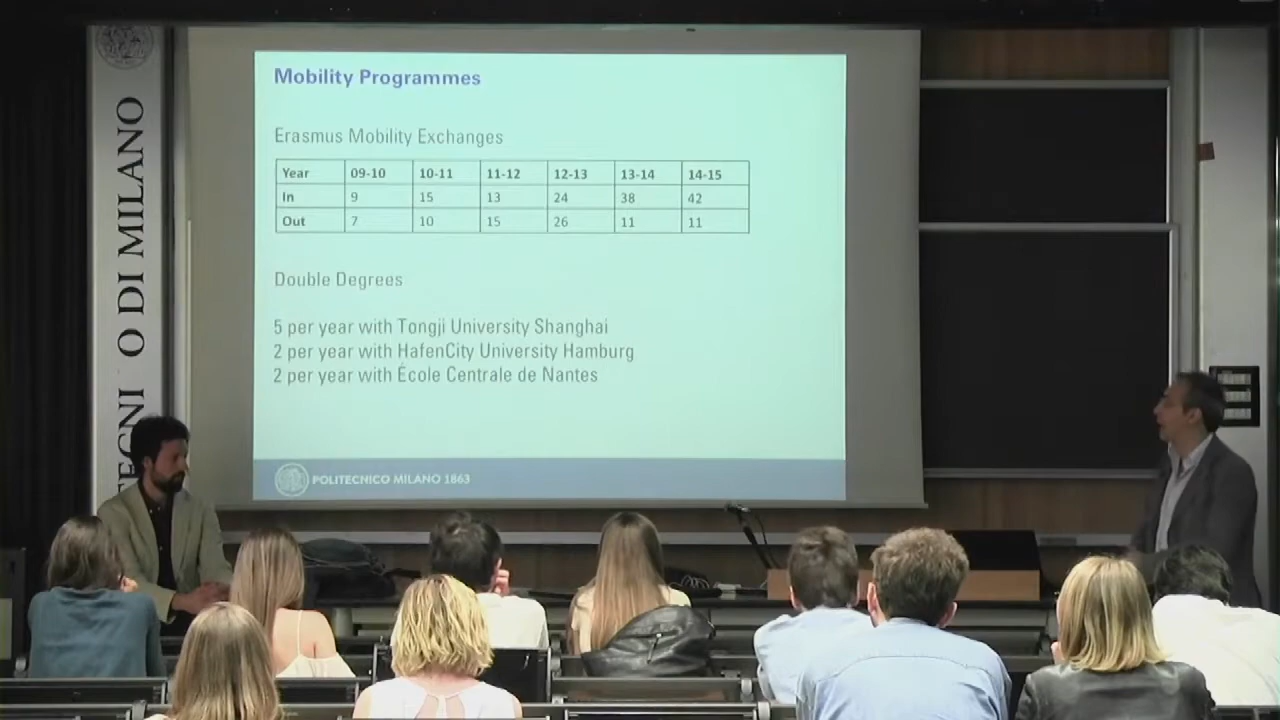 Mobility Programmes
Erasmus Mobility Exchanges
Year 09-10 10-11 11-12 12-13 13-14 14-15
In 9 15 13 24 38 42
Out 7 10 15 26 11 11
Double Degrees
5 per year with Tongji University Shanghai
2 per year with HafenCity University Hamburg
2 per year with École Centrale de Nantes
POLITECNICO MILANO 1863
TEGNI O DI MILANO